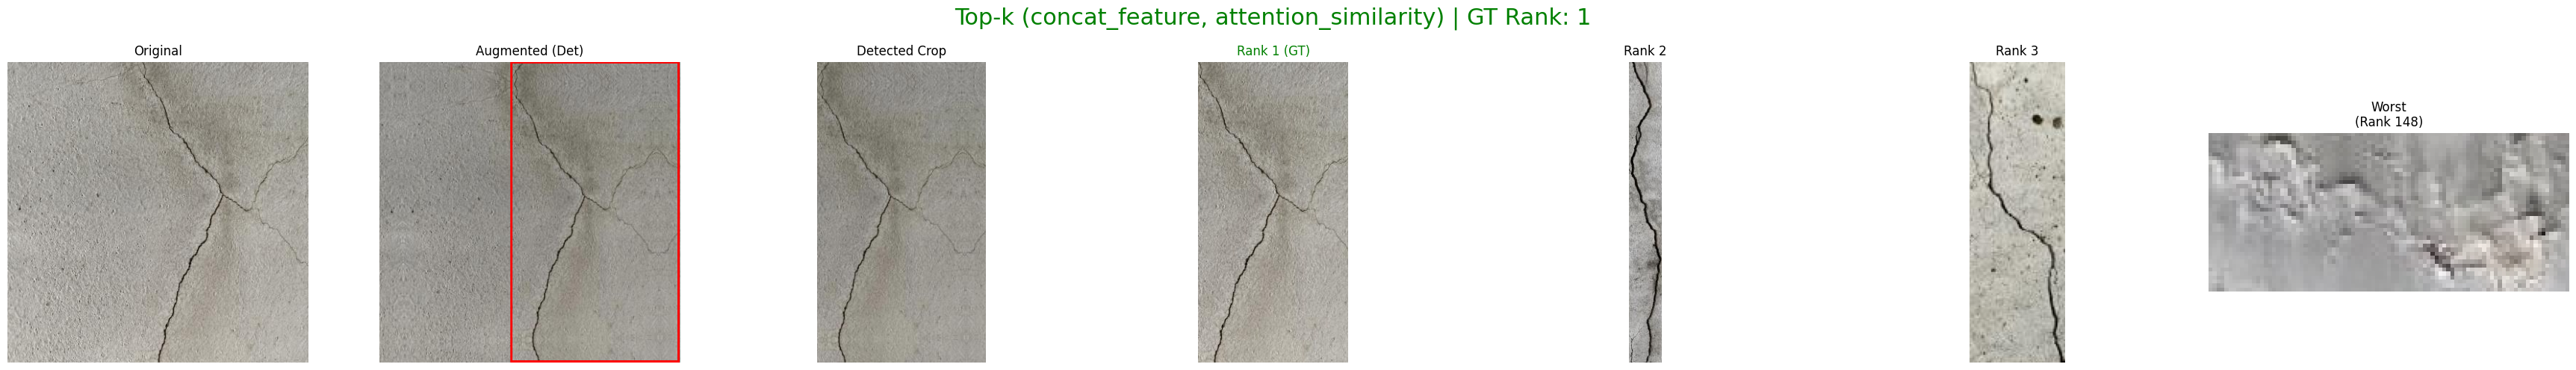 Top-k (concat_feature, attention_similarity) | GT Rank: 1
Original
Augmented (Det)
Detected Crop
Rank 1 (GT)
Rank 2
Rank 3
Worst
(Rank 148)